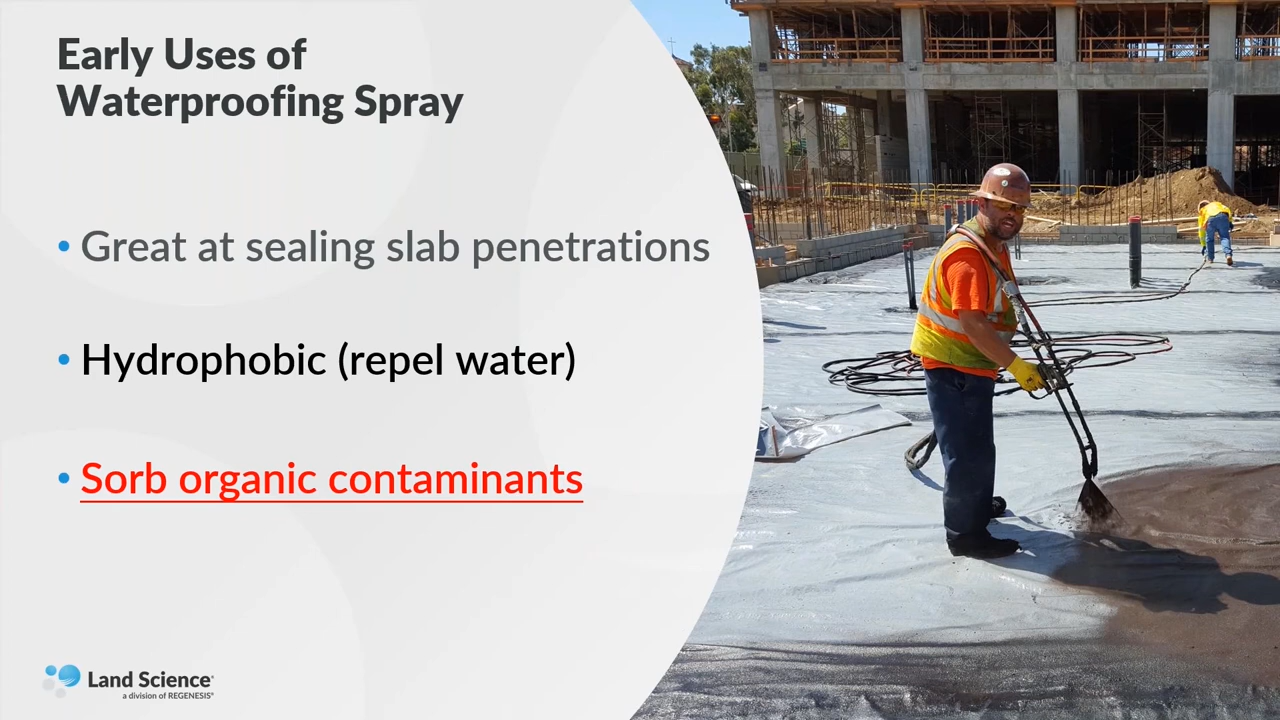 Early Uses of
Waterproofing Spray
• Great at sealing slab penetrations
• Hydrophobic (repel water)
• Sorb organic contaminants
Land Science®
a division of REGENESIS®